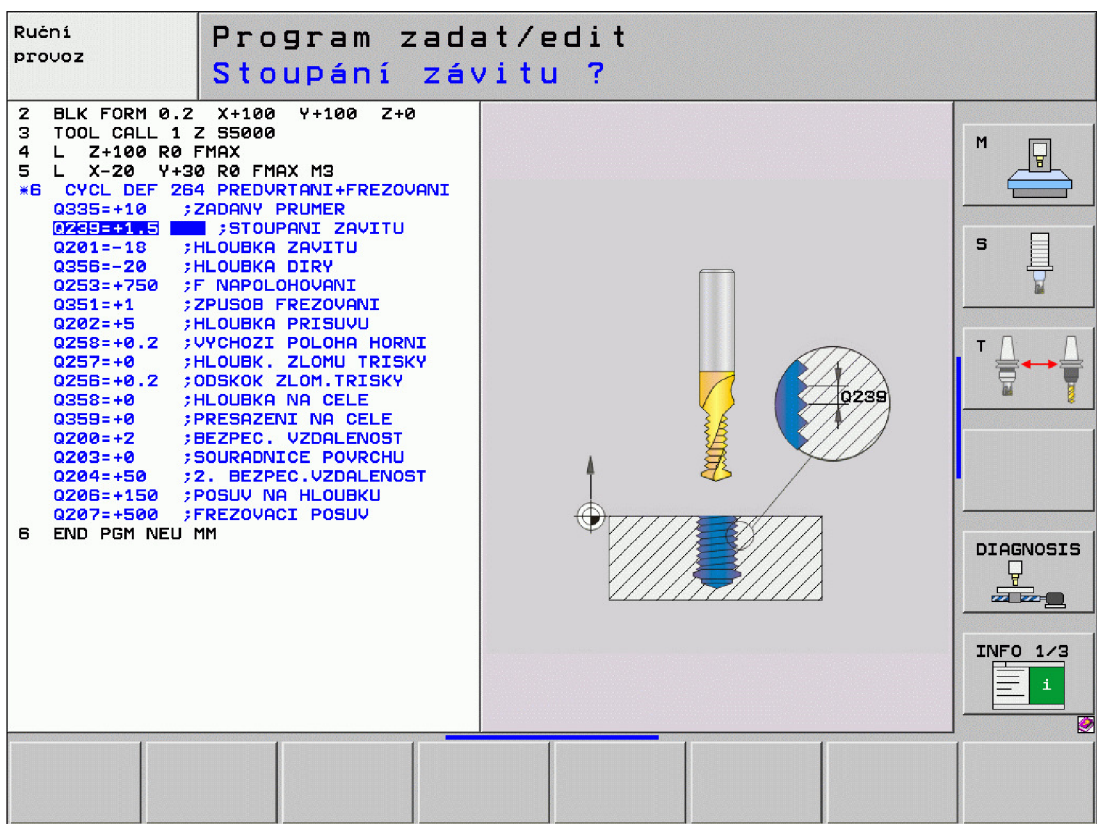 Ruční
provoz
Program zadat/edit
Stoupání závitu ?
2 BLK FORM 0.2 X+100 Y+100 Z+0
3 TOOL CALL 1 Z S5000
4 L Z+100 R0 FMAX
5 L X-20 Y+30 R0 FMAX M3
*6 CYCL DEF 264 PREDVRTANI+FREZOVANI
Q335=+10 ;ZADANY PRUMER
Q239=+1.5 ;STOUPANI ZAVITU
Q201=-18 ;HLOUBKA ZAVITU
Q356=-20 ;HLOUBKA DIRY
Q253=+750 ;F NAPOLOHOVANI
Q351=+1 ;ZPUSOB FREZOVANI
Q202=+5 ;HLOUBKA PRISUVU
Q258=+0.2 ;VYCHOZI POLOHA HORNI
Q257=+0 ;HLOUBK. ZLOMU TRISKY
Q256=+0.2 ;ODSKOK ZLOM.TRISKY
Q358=+0 ;HLOUBKA NA CELE
Q359=+0 ;PRESAZENI NA CELE
Q200=+2 ;BEZPEC. VZDALENOST
Q203=+0 ;SOURADNICE POVRCHU
Q204=+50 ;2. BEZPEC.VZDALENOST
Q206=+150 ;POSUV NA HLOUBKU
Q207=+500 ;FREZOVACI POSUV
6 END PGM NEU MM
Q239
M
S
T
DIAGNOSIS
INFO 1/3
i